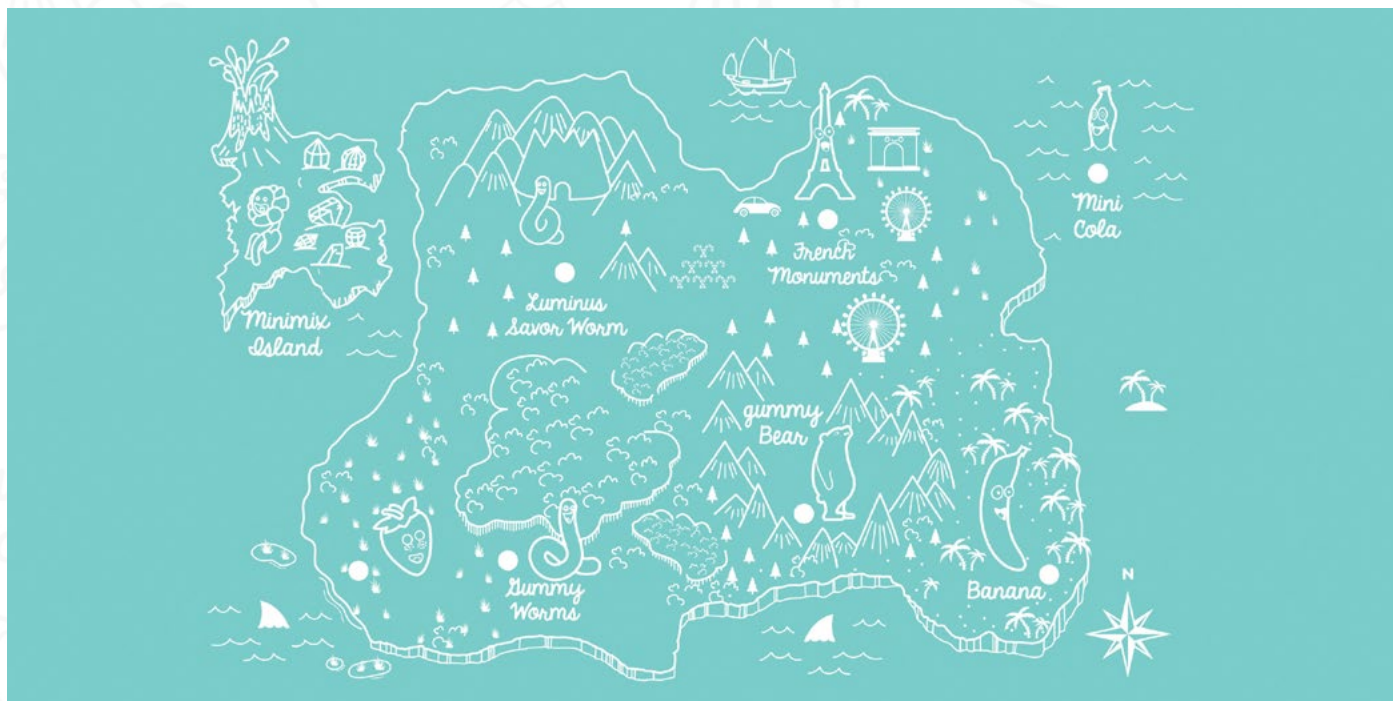 Mini
Cola
French
Monuments
Luminus
Savor Worm
Minimix
Island
gummy
Bear
Gummy
Worms
Banana
N